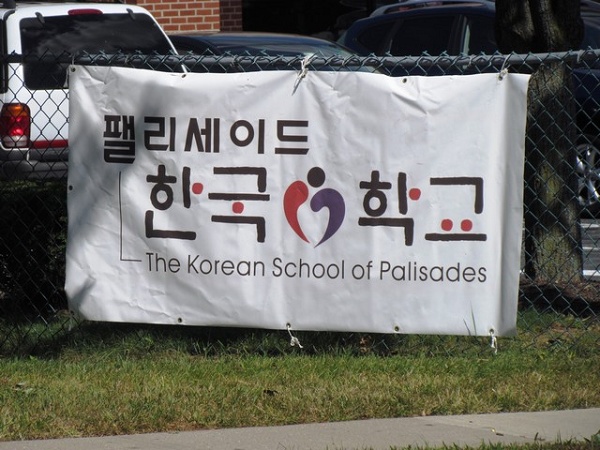 팰리세이드
한국 학교
The Korean School of Palisades